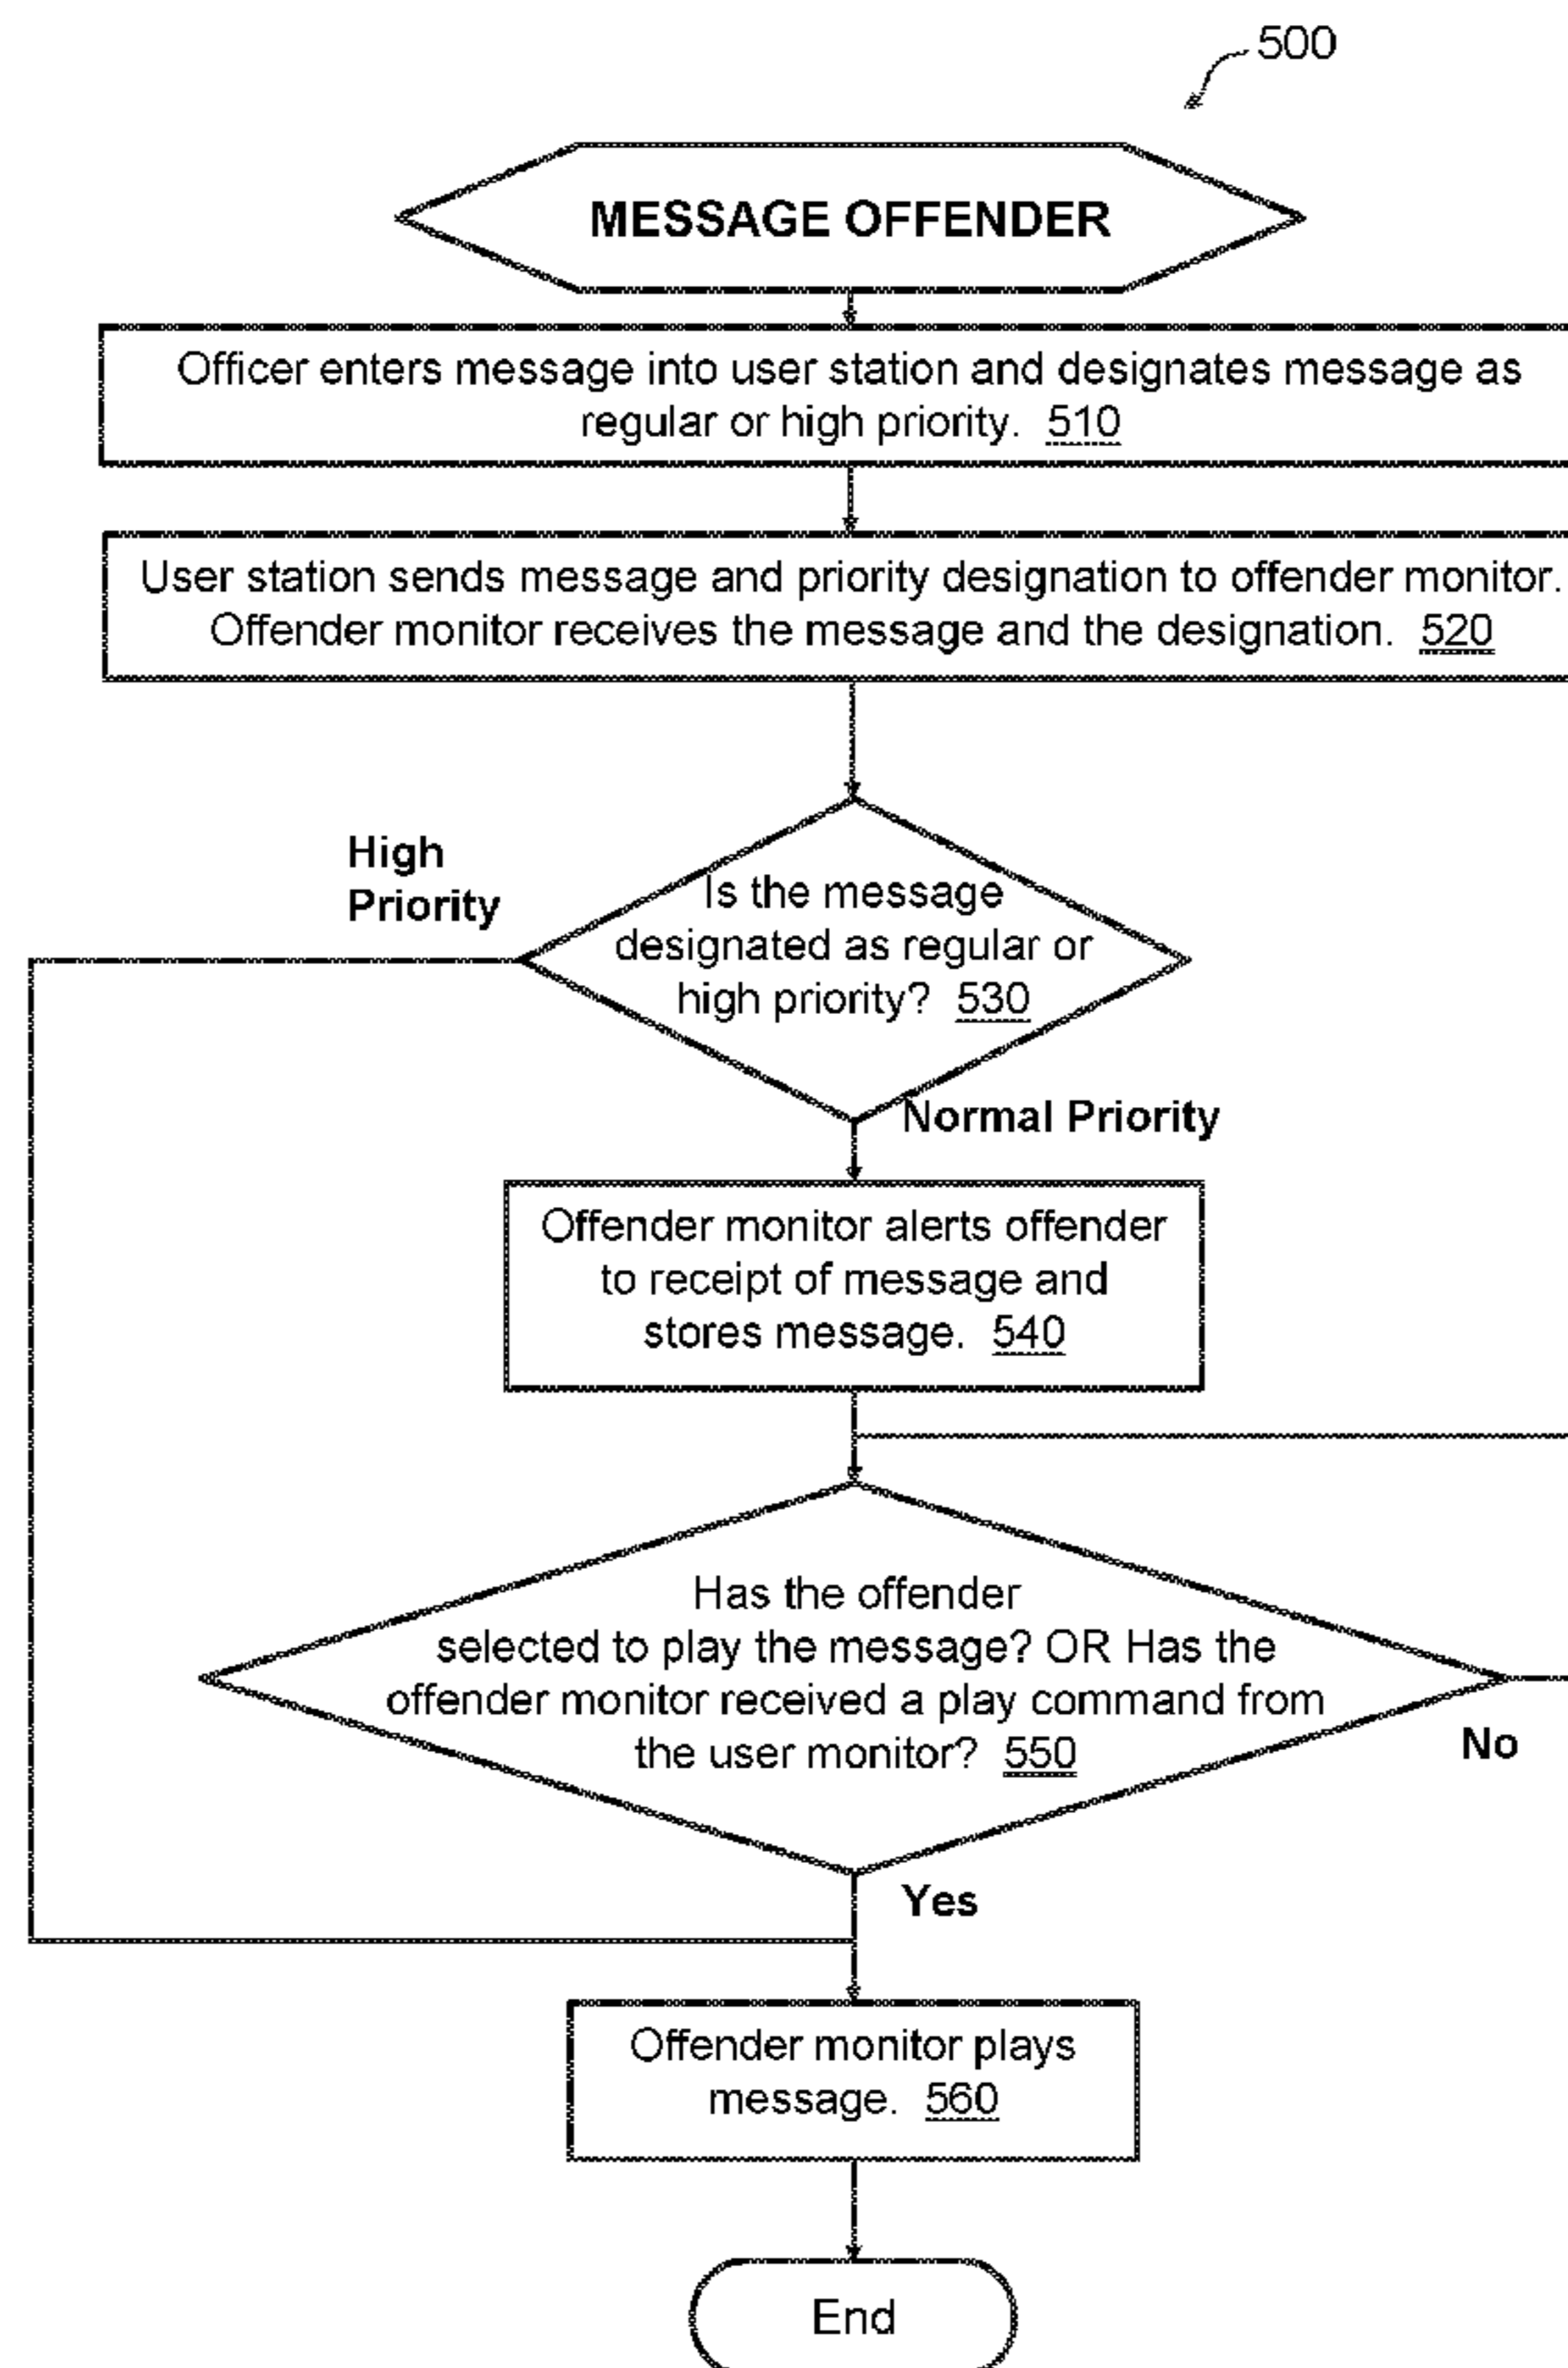 500
MESSAGE OFFENDER
Officer enters message into user station and designates message as
regular or high priority. 510
User station sends message and priority designation to offender monitor.
Offender monitor receives the message and the designation. 520
High
Priority
Is the message
designated as regular or
high priority? 530
Normal Priority
Offender monitor alerts offender
to receipt of message and
stores message. 540
Has the offender
selected to play the message? OR Has the
offender monitor received a play command from
the user monitor? 550
No
Yes
Offender monitor plays
message. 560
End